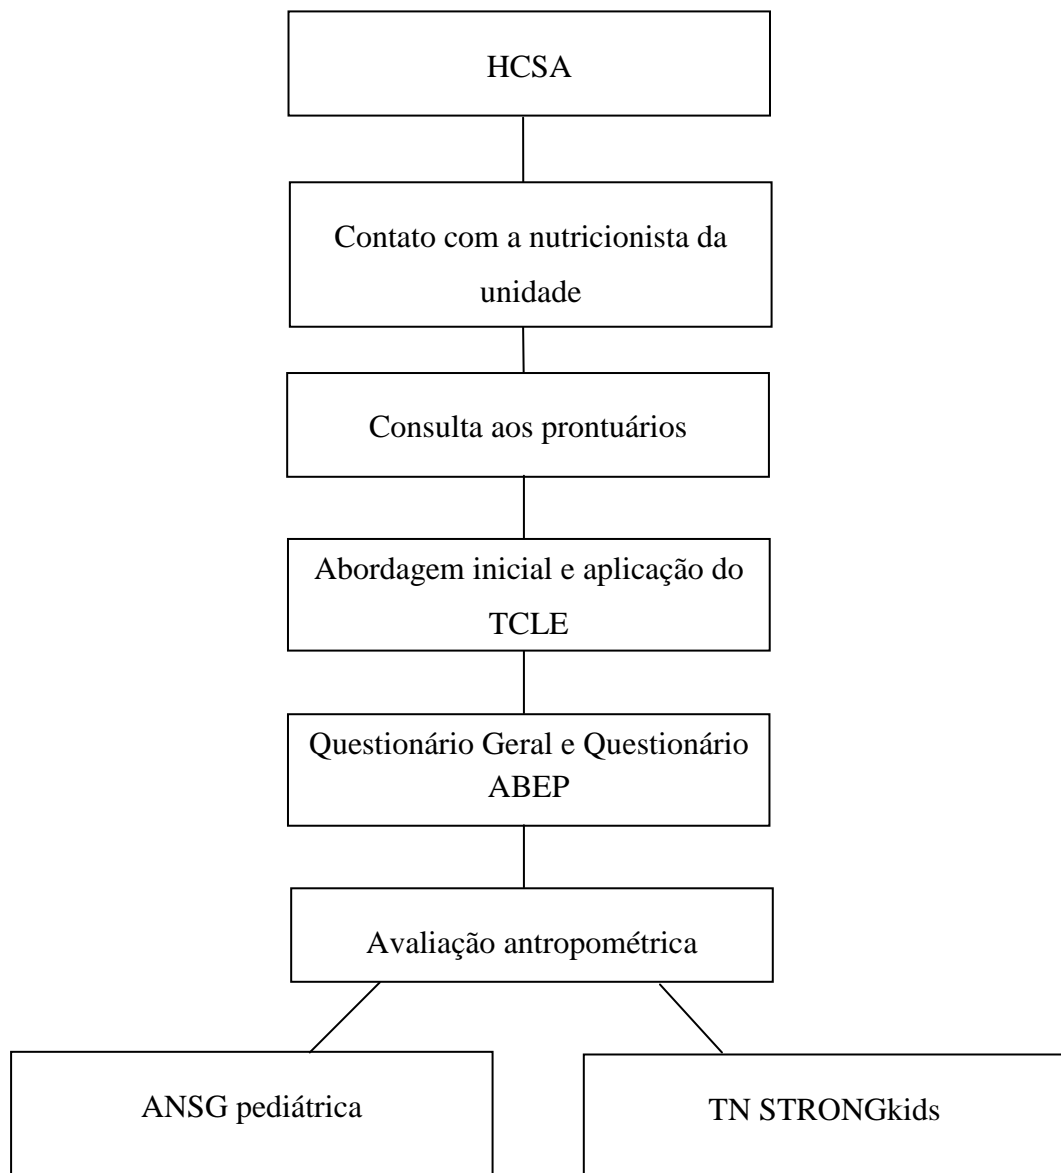 HCSA
Contato com a nutricionista da
unidade
Consulta aos prontuários
Abordagem inicial e aplicação do
TCLE
Questionário Geral e Questionário
ABEP
Avaliação antropométrica
ANSG pediátrica
TN STRONGkids